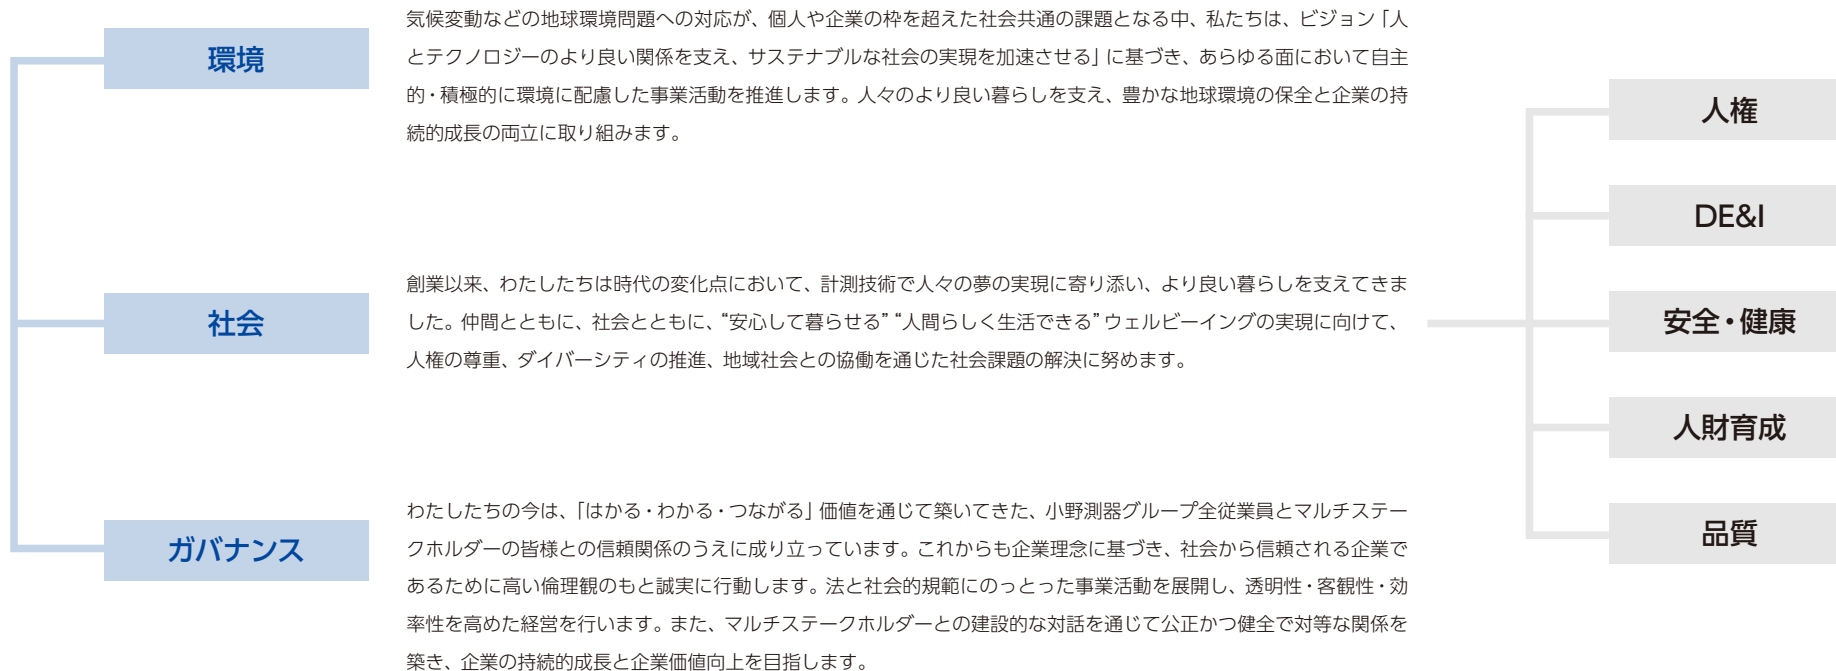 環境
気候変動などの地球環境問題への対応が、個人や企業の枠を超えた社会共通の課題となる中、私たちは、ビジョン「人
とテクノロジーのより良い関係を支え、サステナブルな社会の実現を加速させる」に基づき、あらゆる面において自主
的・積極的に環境に配慮した事業活動を推進します。人々のより良い暮らしを支え、豊かな地球環境の保全と企業の持
続的成長の両立に取り組みます。
社会
創業以来、わたしたちは時代の変化点において、計測技術で人々の夢の実現に寄り添い、より良い暮らしを支えてきま
した。仲間とともに、社会とともに、“安心して暮らせる”“人間らしく生活できる”ウェルビーイングの実現に向けて、
人権の尊重、ダイバーシティの推進、地域社会との協働を通じた社会課題の解決に努めます。
ガバナンス
わたしたちの今は、「はかる・わかる・つながる」価値を通じて築いてきた、小野測器グループ全従業員とマルチステー
クホルダーの皆様との信頼関係のうえに成り立っています。これからも企業理念に基づき、社会から信頼される企業で
あるために高い倫理観のもと誠実に行動します。法と社会的規範にのっとった事業活動を展開し、透明性・客観性・効
率性を高めた経営を行います。また、マルチステークホルダーとの建設的な対話を通じて公正かつ健全で対等な関係を
築き、企業の持続的成長と企業価値向上を目指します。
人権
DE&I
安全・健康
人財育成
品質